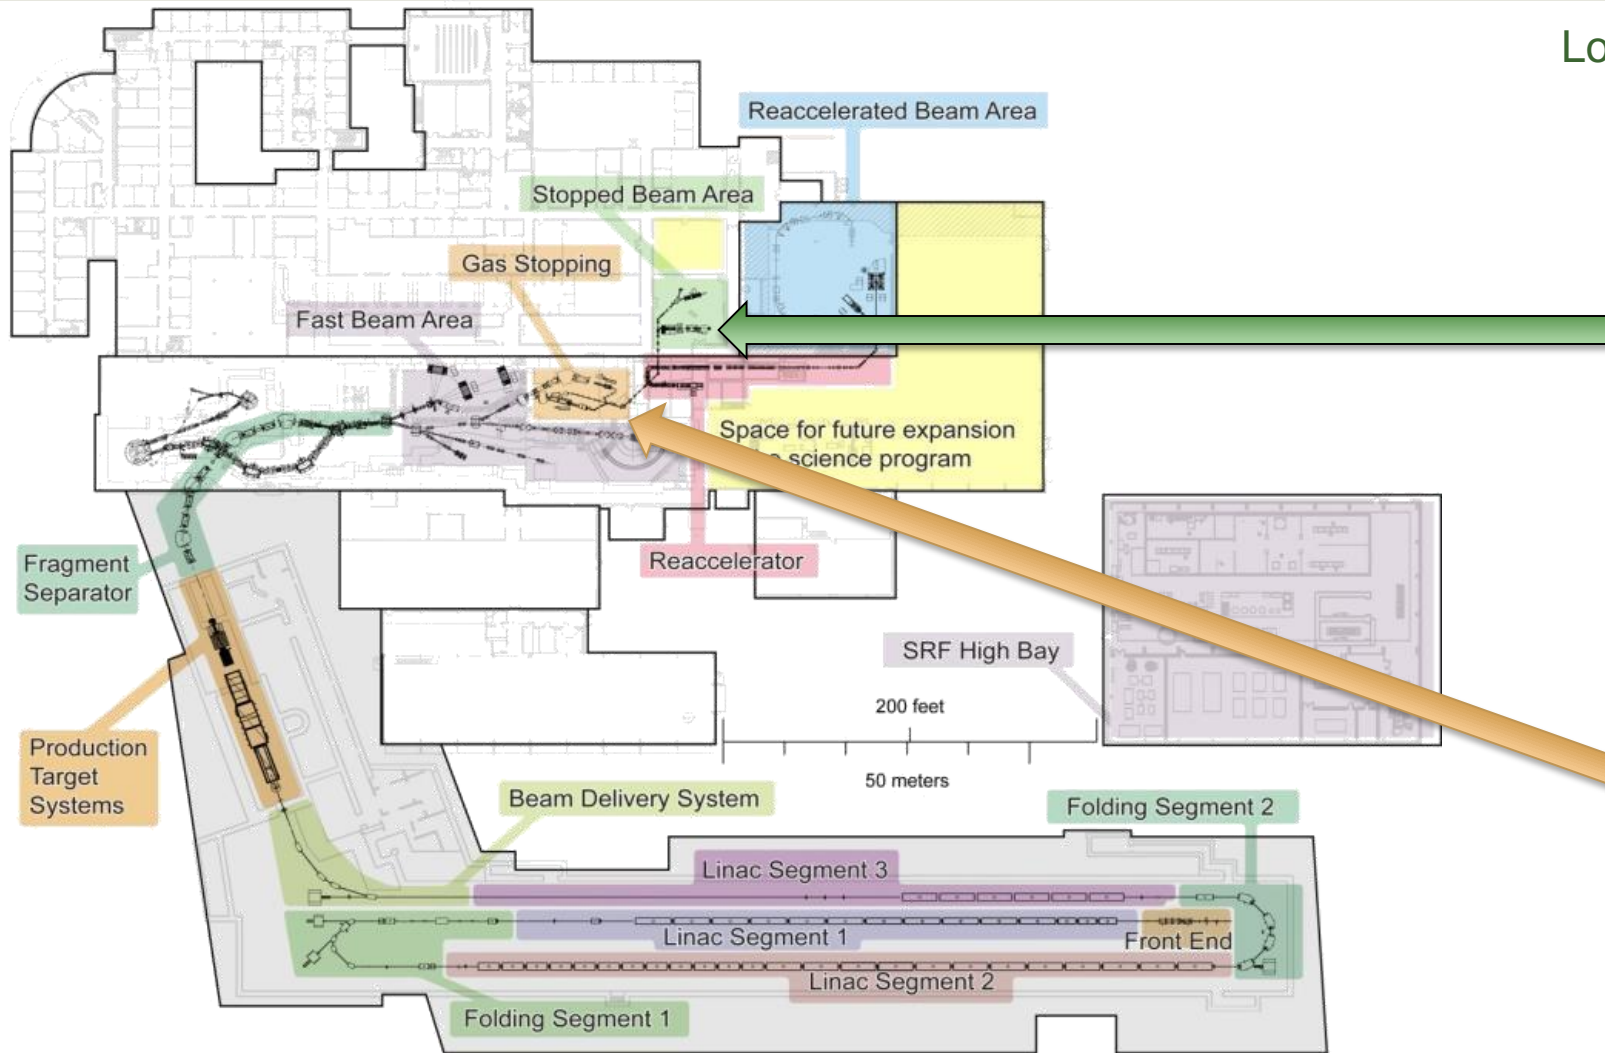 Lo
Reaccelerated Beam Area
Stopped Beam Area
Gas Stopping
Fast Beam Area
Space for future expansion
science program
Fragment
Separator
Reaccelerator
SRF High Bay
200 feet
50 meters
Production
Target
Systems
Beam Delivery System
Folding Segment 2
Linac Segment 3
Linac Segment 1
Front End
Linac Segment 2
Folding Segment 1